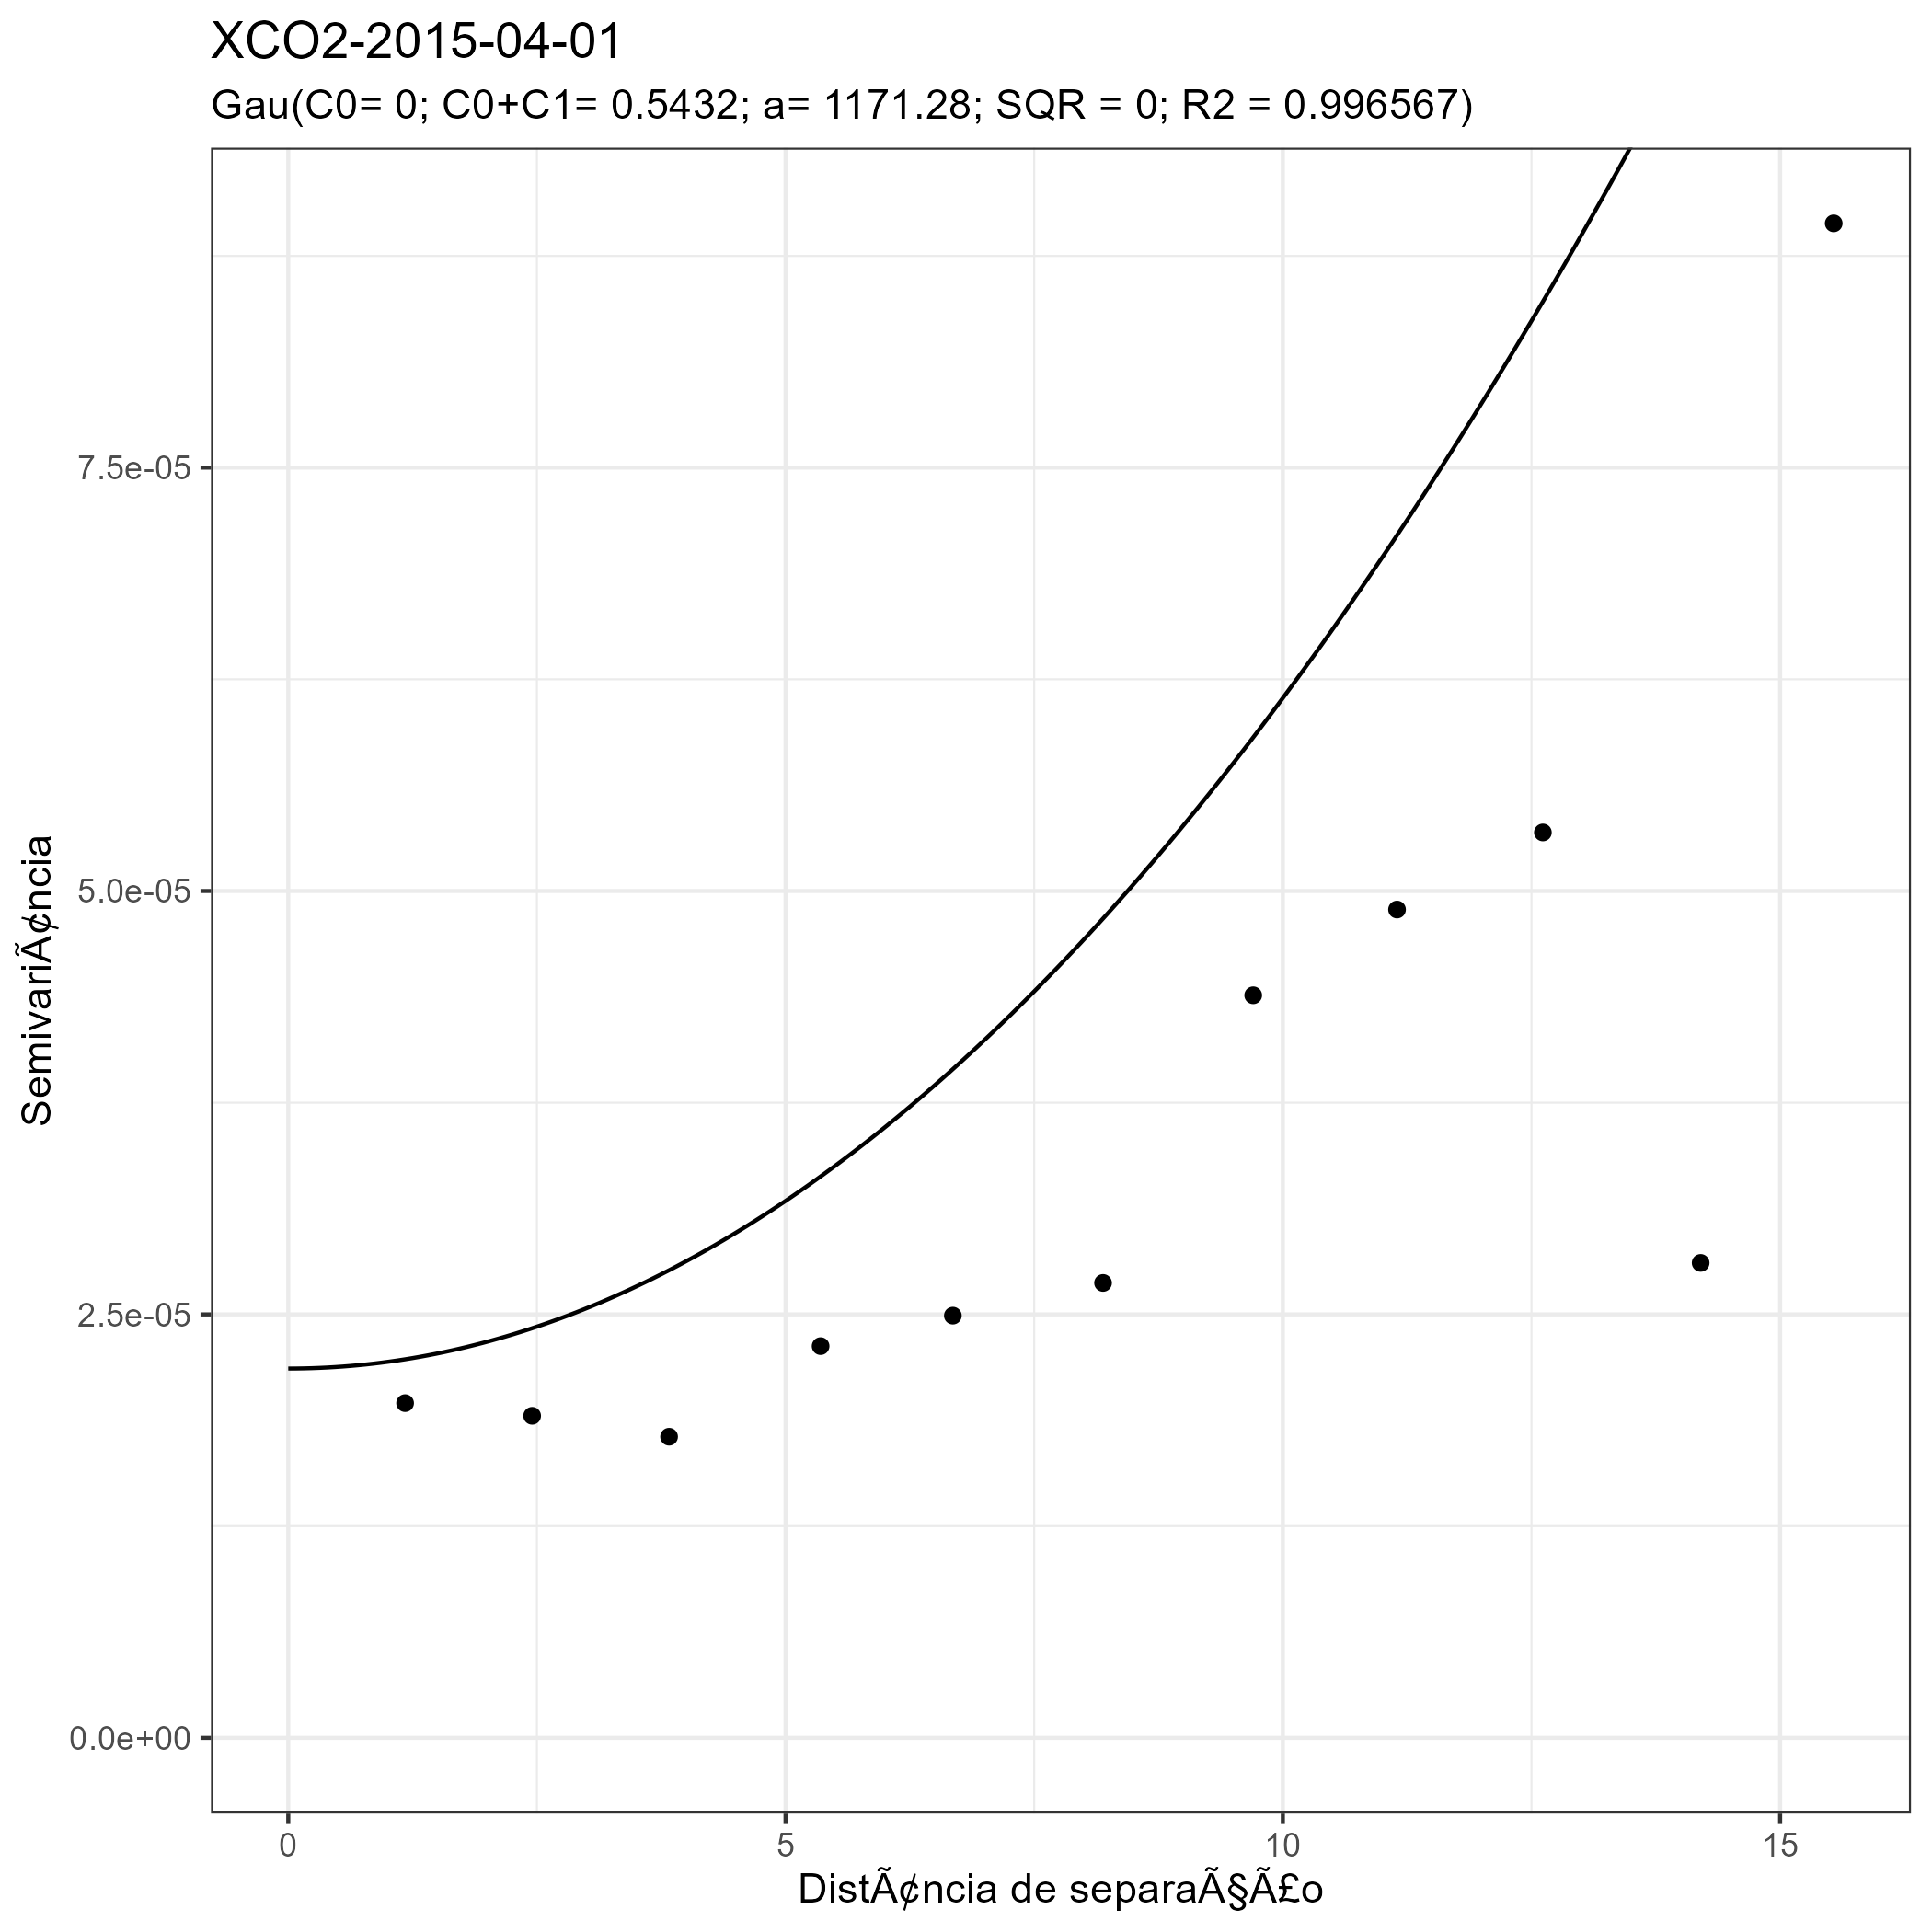 XCO2-2015-04-01
Gau(C0= 0; C0+C1= 0.5432; a= 1171.28; SQR = 0; R2 = 0.996567)
SemivariÃ¢ncia
7.5e-05
5.0e-05
2.5e-05
0.0e+00
0 5 10 15
DistÃ¢ncia de separaÃ§Ã£o